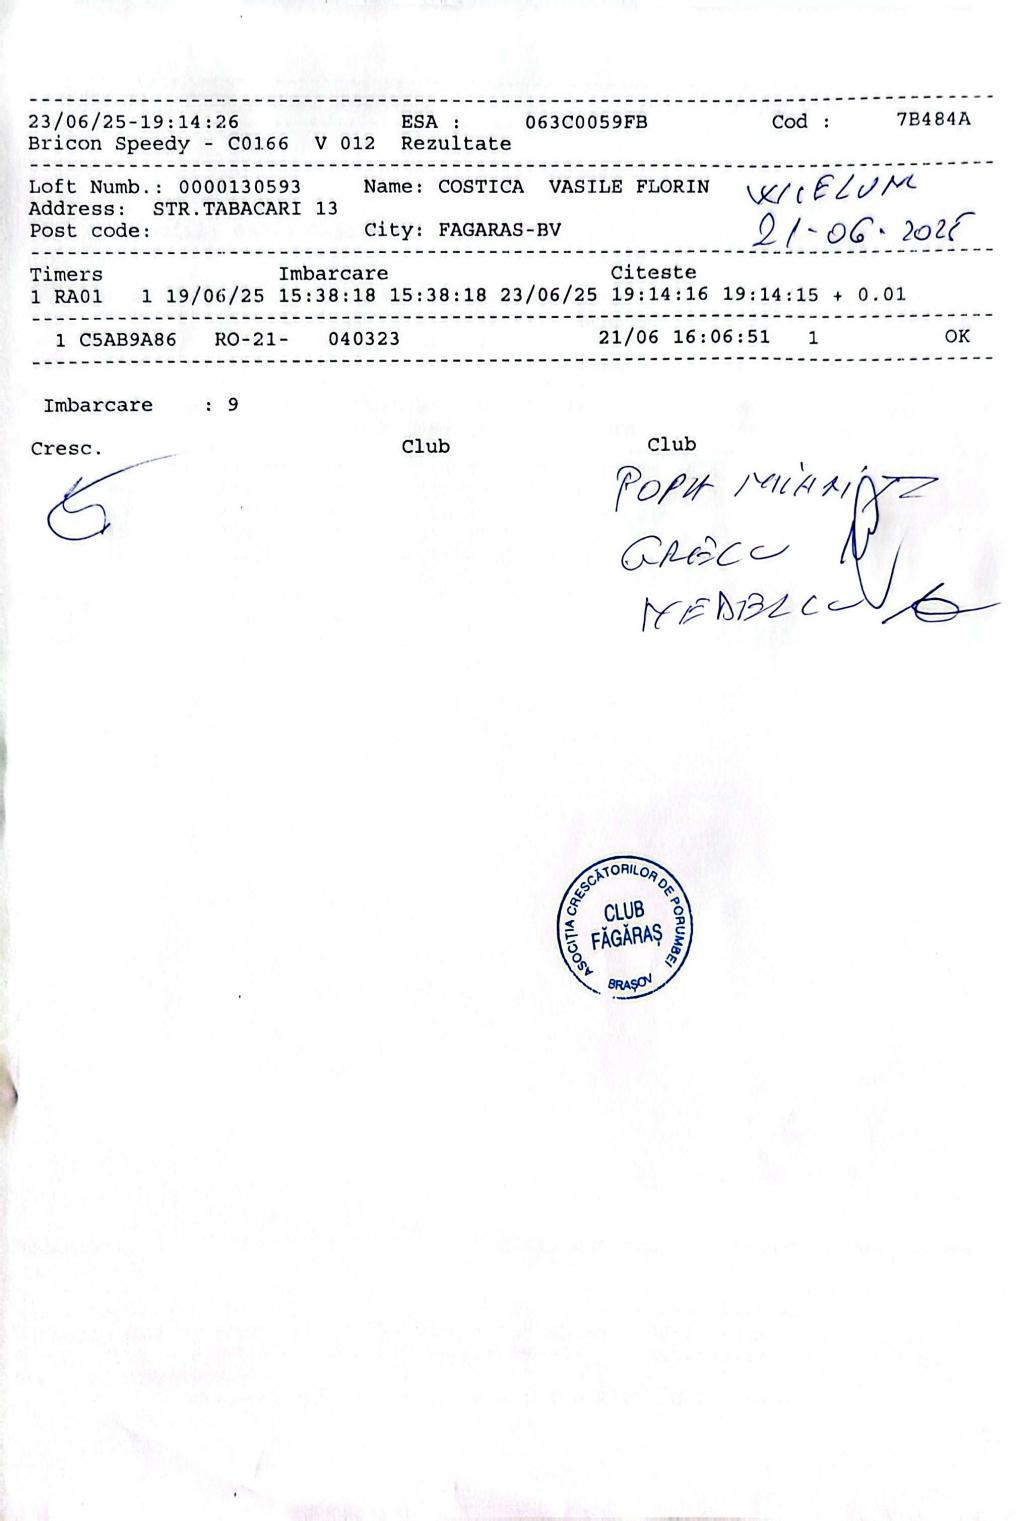 23/06/25-19:14:26 ESA : 063C0059FB Cod : 7B484A
Bricon Speedy - C0166 V 012 Rezultate
Loft Numb.: 0000130593 Name: COSTICA VASILE FLORIN
Address: STR.TABACARI 13
Post code: City: FAGARAS-BV
21-06.2025
Timers Imbarcare Citeste
1 RA01 1 19/06/25 15:38:18 15:38:18 23/06/25 19:14:16 19:14:15 + 0.01
1 C5AB9A86 RO-21- 040323 21/06 16:06:51 1 OK
Imbarcare : 9
Cresc. Club Club
POPA
GRECU
ASOCIȚIA CRESCĂTORILOR DE PORUMBEI
CLUB
FĂGĂRAȘ
BRAȘOV